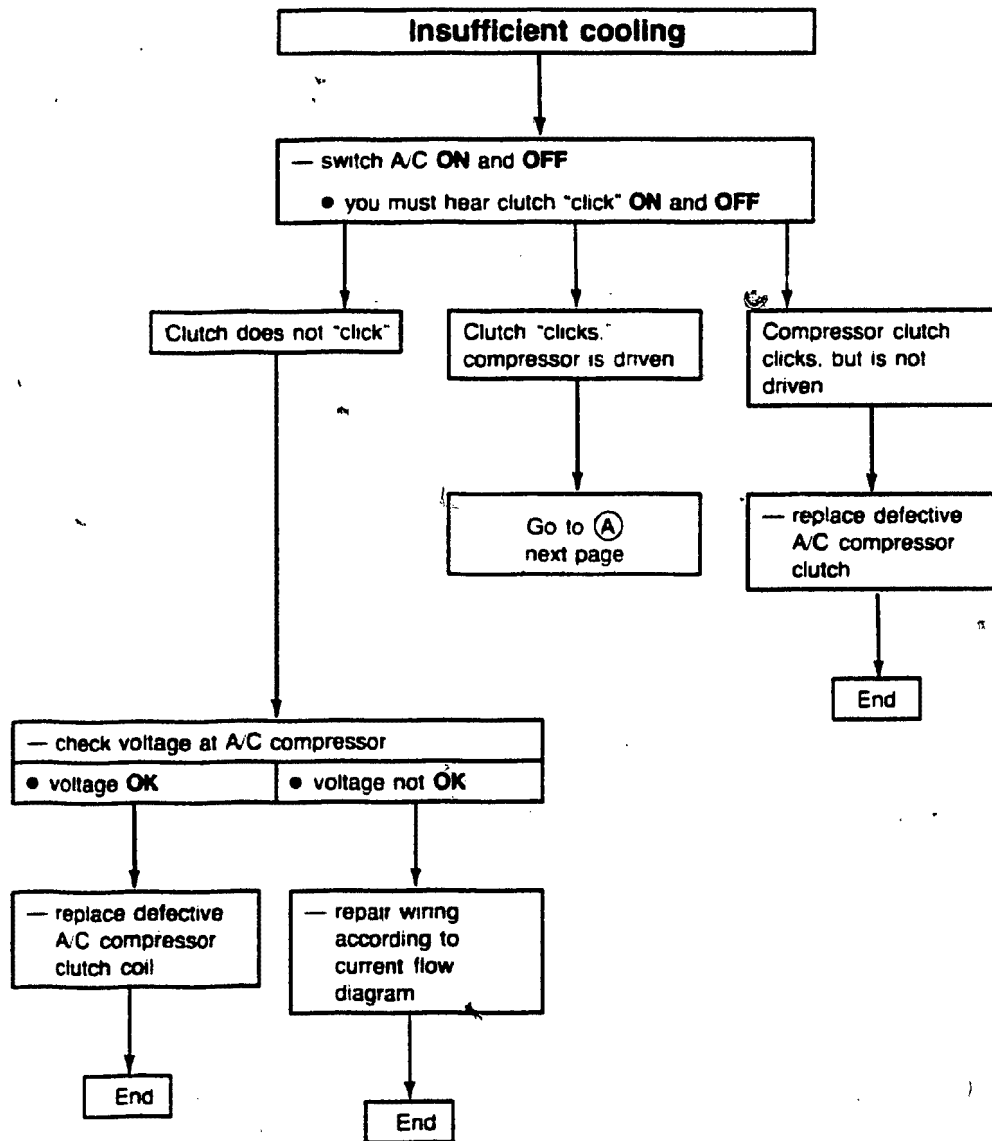 Insufficient cooling
— switch A/C ON and OFF
● you must hear clutch "click" ON and OFF
Clutch does not "click"
Clutch "clicks,"
compressor is driven
Compressor clutch
clicks, but is not
driven
Go to Ⓐ
next page
— replace defective
A/C compressor
clutch
End
— check voltage at A/C compressor
● voltage OK
● voltage not OK
— replace defective
A/C compressor
clutch coil
— repair wiring
according to
current flow
diagram
End
End